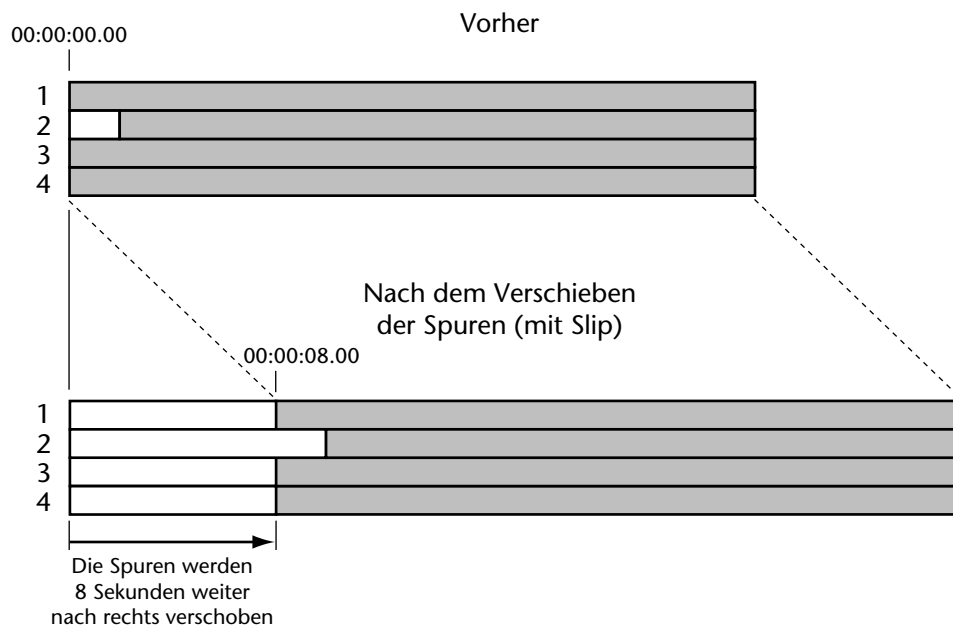 Vorher
00:00:00.00
1
2
3
4
Nach dem Verschieben
der Spuren (mit Slip)
00:00:08.00
1
2
3
4
Die Spuren werden
8 Sekunden weiter
nach rechts verschoben